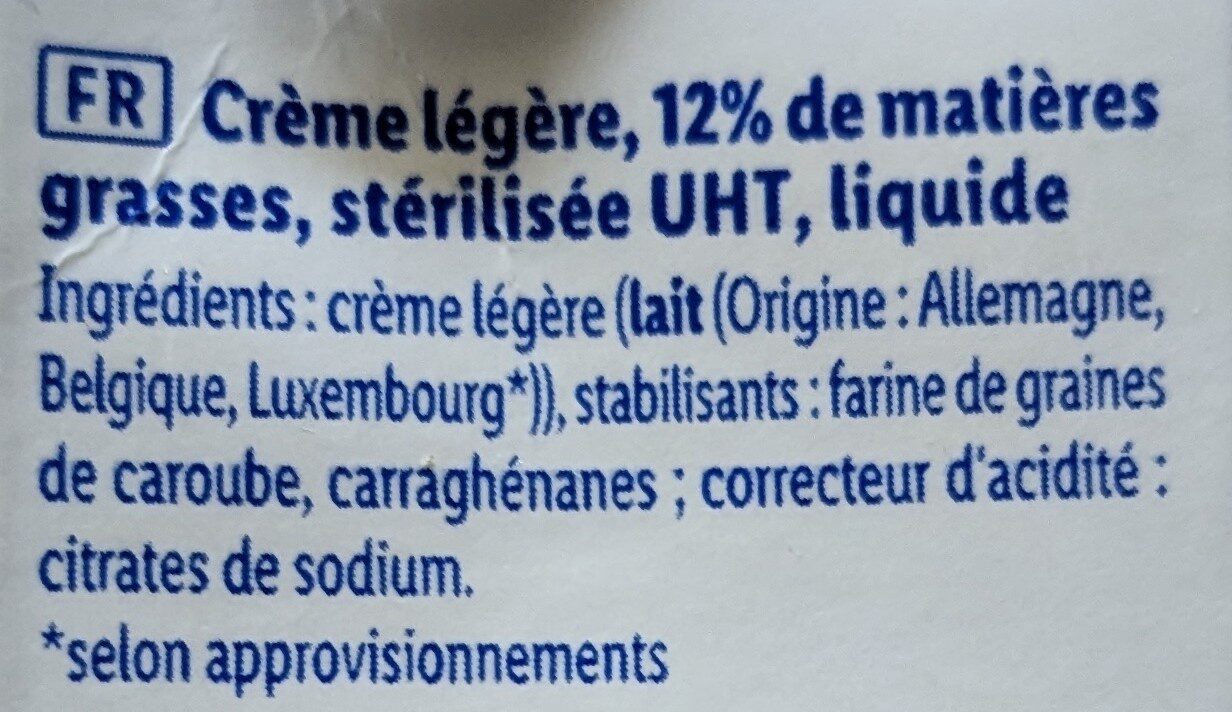 FR Crème légère, 12% de matières
grasses, stérilisée UHT, liquide
Ingrédients : crème légère (lait (Origine : Allemagne,
Belgique, Luxembourg*)), stabilisants : farine de graines
de caroube, carraghénanes ; correcteur d'acidité :
citrates de sodium.
*selon approvisionnements